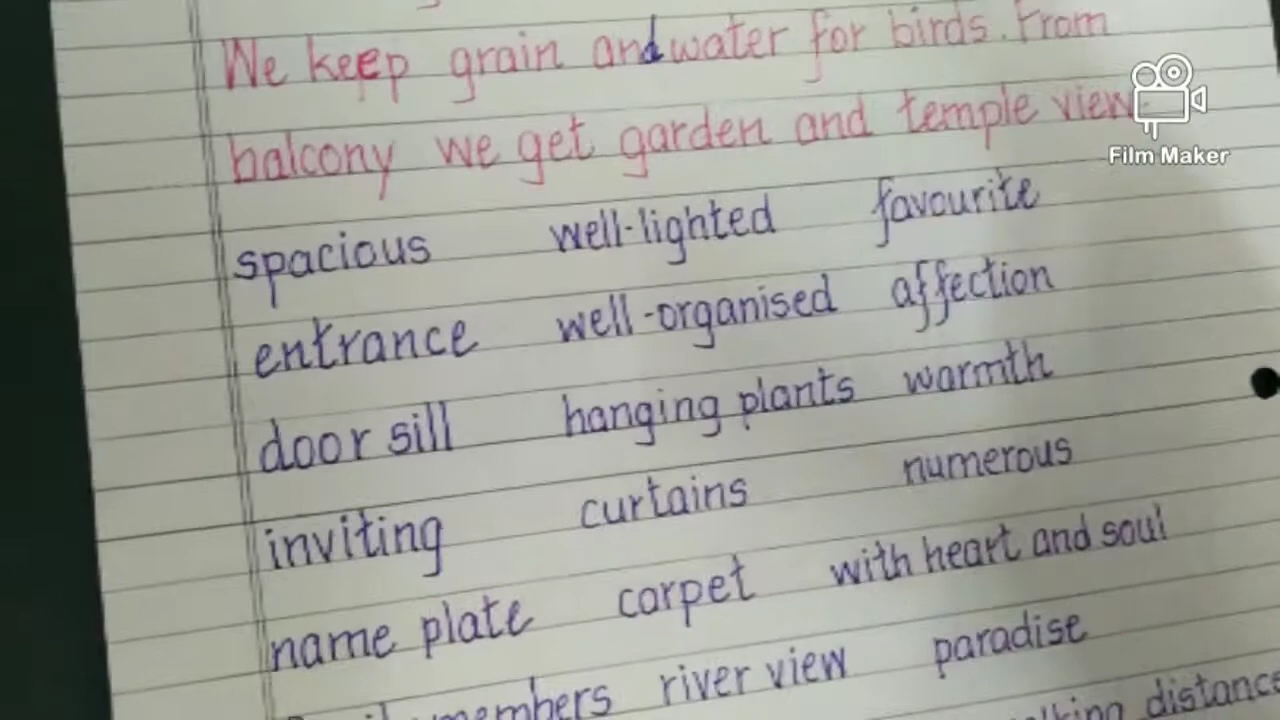 We keep grain and water for birds. From
balcony we get garden and temple view.
Film Maker
spacious well-lighted favourite
entrance well-organised affection
door sill hanging plants warmth
inviting curtains numerous
name plate carpet with heart and soul
members river view paradise
distance